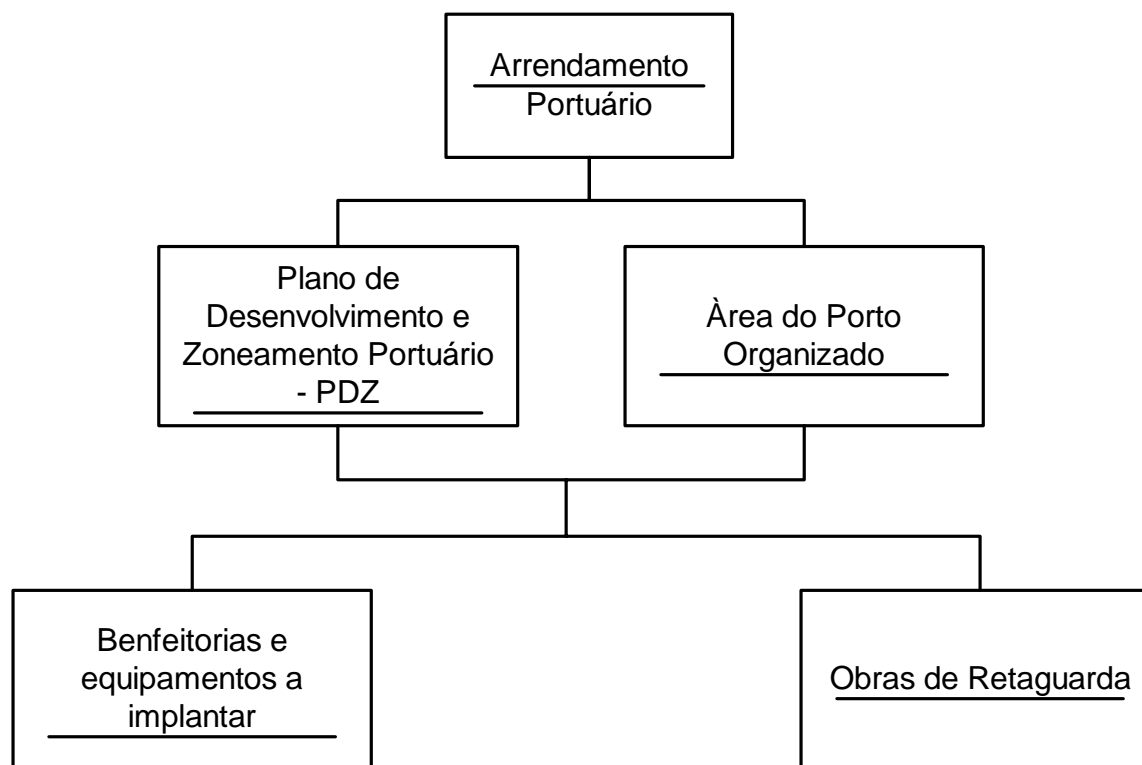 Arrendamento
Portuário
Plano de
Desenvolvimento e
Zoneamento Portuário
- PDZ
Àrea do Porto
Organizado
Benfeitorias e
equipamentos a
implantar
Obras de Retaguarda